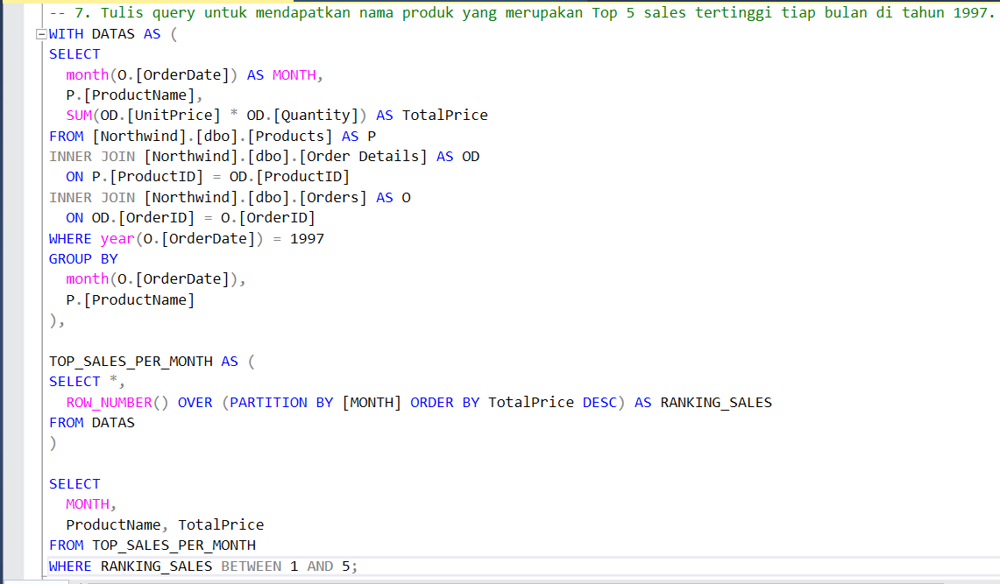 -- 7. Tulis query untuk mendapatkan nama produk yang merupakan Top 5 sales tertinggi tiap bulan di tahun 1997.
WITH DATAS AS (
SELECT
  month(O.[OrderDate]) AS MONTH,
  P.[ProductName],
  SUM(OD.[UnitPrice] * OD.[Quantity]) AS TotalPrice
FROM [Northwind].[dbo].[Products] AS P
INNER JOIN [Northwind].[dbo].[Order Details] AS OD
  ON P.[ProductID] = OD.[ProductID]
INNER JOIN [Northwind].[dbo].[Orders] AS O
  ON OD.[OrderID] = O.[OrderID]
WHERE year(O.[OrderDate]) = 1997
GROUP BY
  month(O.[OrderDate]),
  P.[ProductName]
),

TOP_SALES_PER_MONTH AS (
SELECT *,
  ROW_NUMBER() OVER (PARTITION BY [MONTH] ORDER BY TotalPrice DESC) AS RANKING_SALES
FROM DATAS
)

SELECT
  MONTH,
  ProductName, TotalPrice
FROM TOP_SALES_PER_MONTH
WHERE RANKING_SALES BETWEEN 1 AND 5;